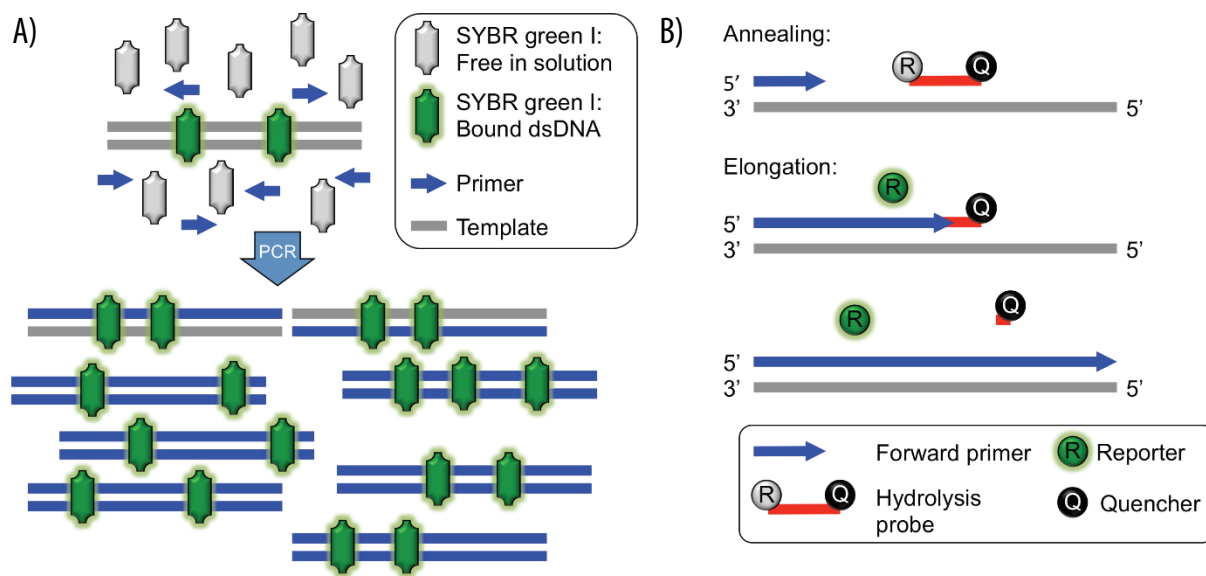 A)
SYBR green I:
Free in solution
SYBR green I:
Bound dsDNA
Primer
Template
PCR
B)
Annealing:
R Q
5’
3’ 5’
Elongation:
R
Q
5’
3’ 5’
R Q
5’
3’ 5’
Forward primer
R Reporter
R Q Hydrolysis
probe
Q Quencher